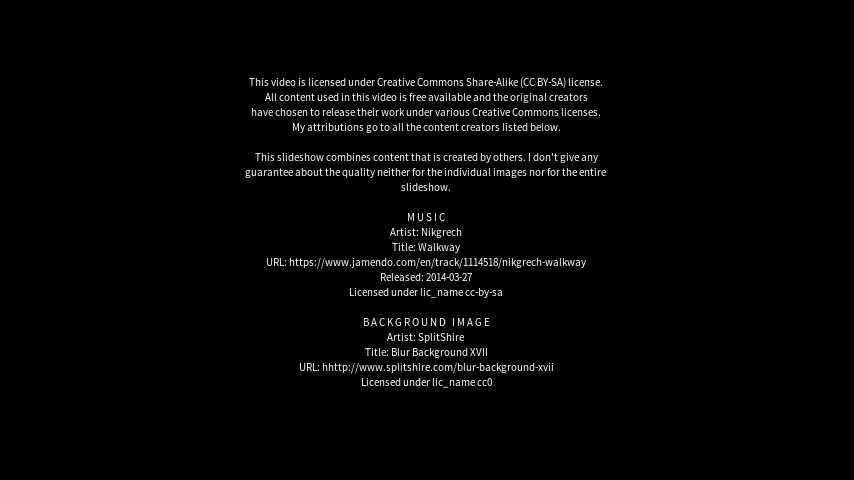 This video is licensed under Creative Commons Share-Alike (CC BY-SA) license.
All content used in this video is free available and the original creators
have chosen to release their work under various Creative Commons licenses.
My attributions go to all the content creators listed below.
This slideshow combines content that is created by others. I don't give any
guarantee about the quality neither for the individual images nor for the entire
slideshow.
MUSIC
Artist: Nikgrech
Title: Walkway
URL: https://www.jamendo.com/en/track/1114518/nikgrech-walkway
Released: 2014-03-27
Licensed under lic_name cc-by-sa
BACKGROUND IMAGE
Artist: SplitShire
Title: Blur Background XVII
URL: hhttp://www.splitshire.com/blur-background-xvii
Licensed under lic_name cc0